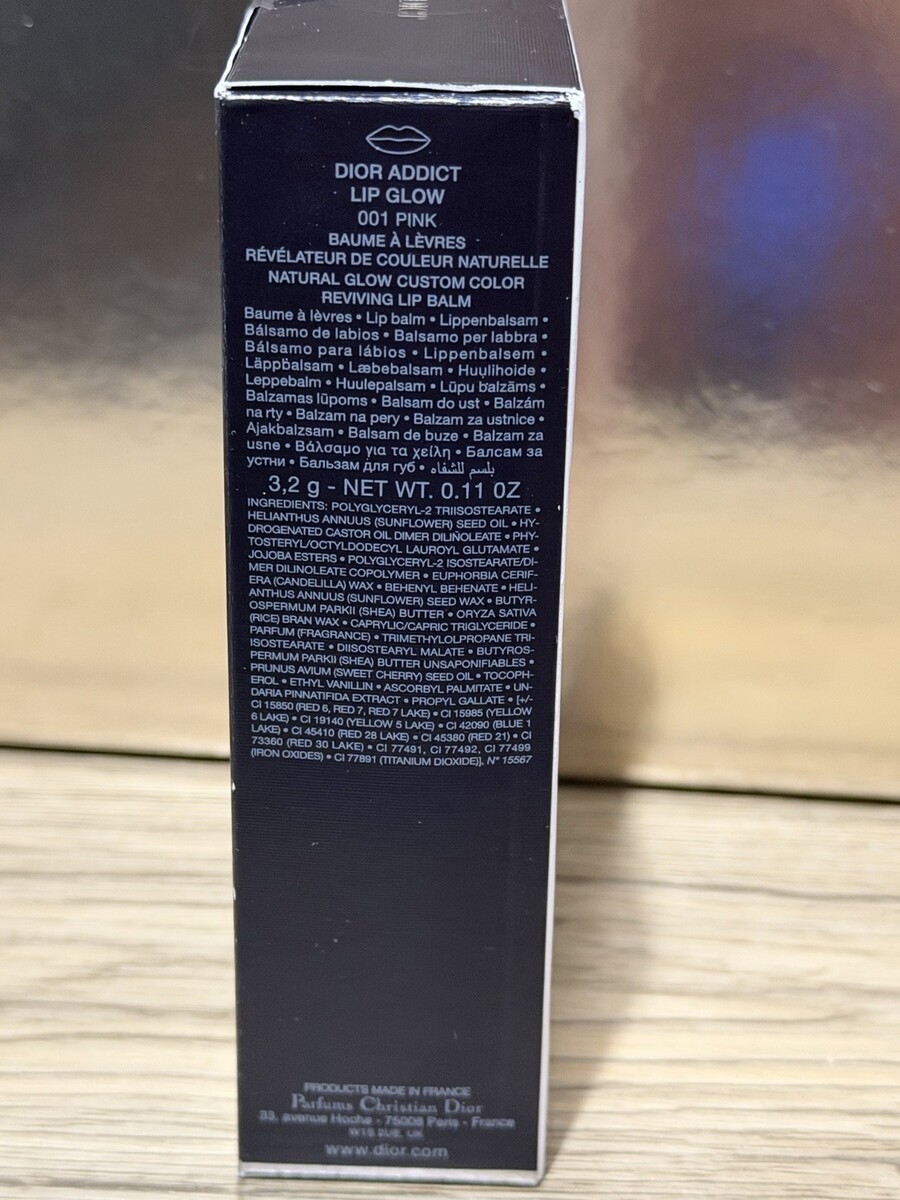 DIOR ADDICT
LIP GLOW
001 PINK
BAUME À LÈVRES
RÉVÉLATEUR DE COULEUR NATURELLE
NATURAL GLOW CUSTOM COLOR
REVIVING LIP BALM
Baume à lèvres • Lip balm • Lippenbalsam •
Bálsamo de labios • Balsamo per labbra •
Bálsamo para lábios • Lippenbalsem •
Läppbalsam • Læbebalsam • Huulihoide •
Leppebalm • Huulepalsam • Lūpu balzāms •
Balzamas lūpoms • Balsam do ust • Balzám
na rty • Balzam na pery • Balzam za ustnice •
Ajakbalzsam • Balsam de buze • Balzam za
usne • Βάλσαμο για τα χείλη • Балсам за
устни • Бальзам для губ • بلسم للشفاه
3,2 g - NET WT. 0.11 OZ
INGREDIENTS: POLYGLYCERYL-2 TRIISOSTEARATE •
HELIANTHUS ANNUUS (SUNFLOWER) SEED OIL • HY-
DROGENATED CASTOR OIL DIMER DILINOLEATE • PHY-
TOSTERYL/OCTYLDODECYL LAUROYL GLUTAMATE •
JOJOBA ESTERS • POLYGLYCERYL-2 ISOSTEARATE/DI-
MER DILINOLEATE COPOLYMER • EUPHORBIA CERIF-
ERA (CANDELILLA) WAX • BEHENYL BEHENATE • HELI-
ANTHUS ANNUUS (SUNFLOWER) SEED WAX • BUTYR-
OSPERMUM PARKII (SHEA) BUTTER • ORYZA SATIVA
(RICE) BRAN WAX • CAPRYLIC/CAPRIC TRIGLYCERIDE •
PARFUM (FRAGRANCE) • TRIMETHYLOLPROPANE TRI-
ISOSTEARATE • DIISOSTEARYL MALATE • BUTYROS-
PERMUM PARKII (SHEA) BUTTER UNSAPONIFIABLES •
PRUNUS AVIUM (SWEET CHERRY) SEED OIL • TOCOPH-
EROL • ETHYL VANILLIN • ASCORBYL PALMITATE • UN-
DARIA PINNATIFIDA EXTRACT • PROPYL GALLATE • [+/-
CI 15850 (RED 6, RED 7, RED 7 LAKE) • CI 15985 (YELLOW
6 LAKE) • CI 19140 (YELLOW 5 LAKE) • CI 42090 (BLUE 1
LAKE) • CI 45410 (RED 28 LAKE) • CI 45380 (RED 21) • CI
73360 (RED 30 LAKE) • CI 77491, CI 77492, CI 77499
(IRON OXIDES) • CI 77891 (TITANIUM DIOXIDE)], N° 15567
PRODUCTS MADE IN FRANCE
Parfums Christian Dior
33, avenue Hoche - 75008 Paris - France
W1S 2UE, UK
www.dior.com